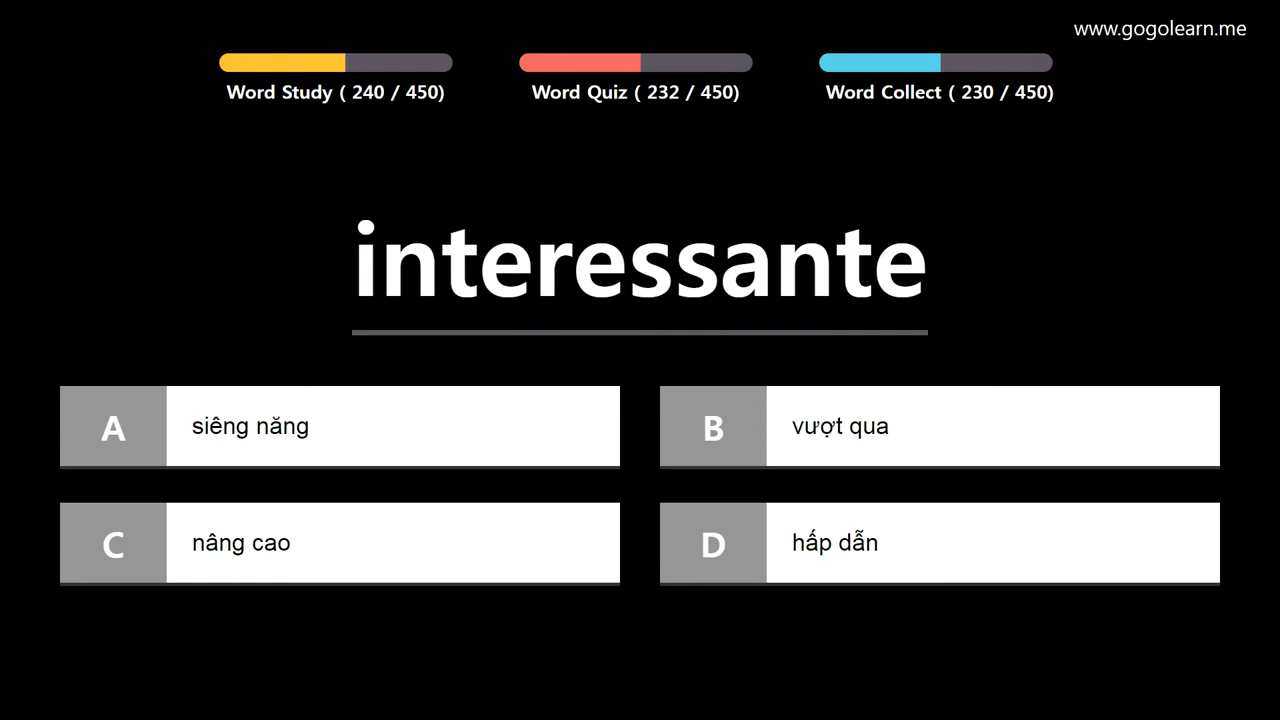 www.gogolearn.me
Word Study ( 240 / 450)
Word Quiz ( 232 / 450)
Word Collect ( 230 / 450)
interessante
A siêng năng
B vượt qua
C nâng cao
D hấp dẫn